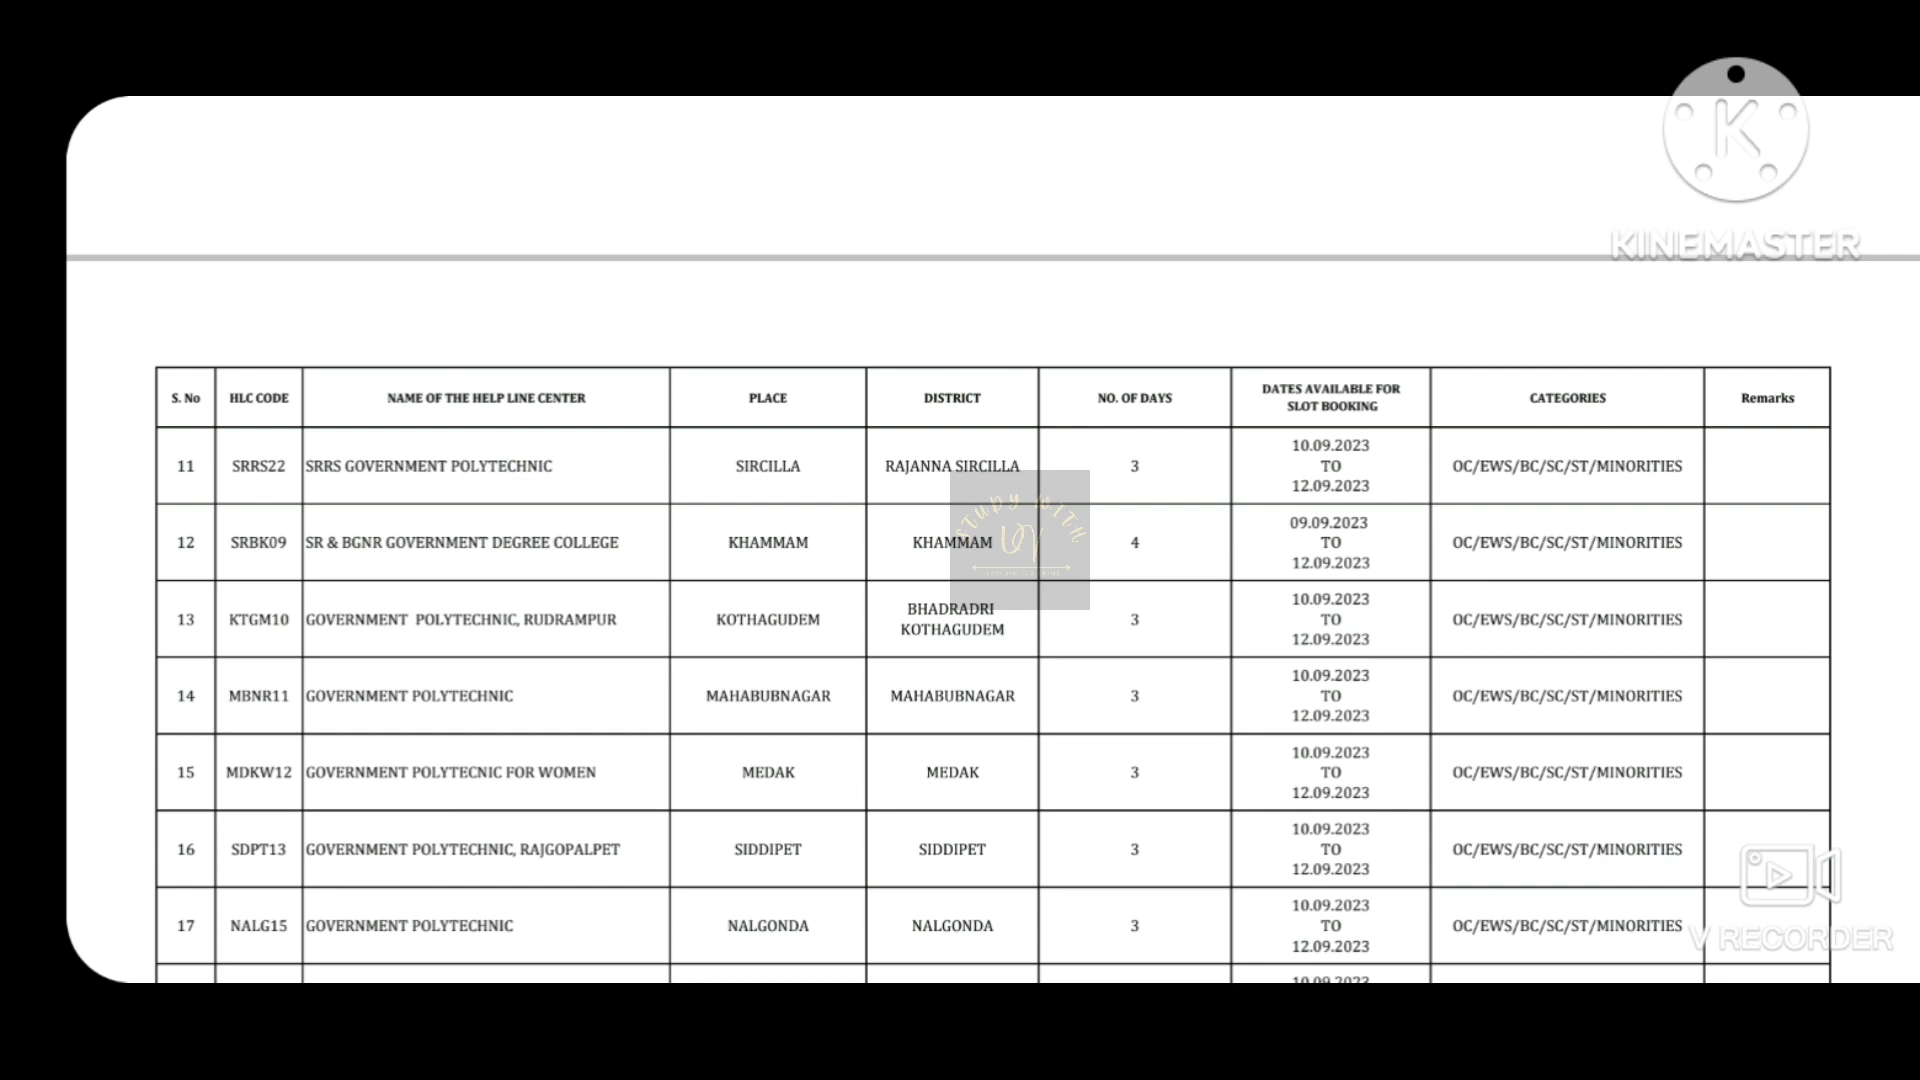 KINEMASTER
S. No HLC CODE NAME OF THE HELP LINE CENTER PLACE DISTRICT NO. OF DAYS DATES AVAILABLE FOR SLOT BOOKING CATEGORIES Remarks
11 SRRS22 SRRS GOVERNMENT POLYTECHNIC SIRCILLA RAJANNA SIRCILLA 3 10.09.2023 TO 12.09.2023 OC/EWS/BC/SC/ST/MINORITIES
12 SRBK09 SR & BGNR GOVERNMENT DEGREE COLLEGE KHAMMAM KHAMMAM 4 09.09.2023 TO 12.09.2023 OC/EWS/BC/SC/ST/MINORITIES
STUDY WITH
13 KTGM10 GOVERNMENT POLYTECHNIC, RUDRAMPUR KOTHAGUDEM BHADRADRI KOTHAGUDEM 3 10.09.2023 TO 12.09.2023 OC/EWS/BC/SC/ST/MINORITIES
14 MBNR11 GOVERNMENT POLYTECHNIC MAHABUBNAGAR MAHABUBNAGAR 3 10.09.2023 TO 12.09.2023 OC/EWS/BC/SC/ST/MINORITIES
15 MDKW12 GOVERNMENT POLYTECNIC FOR WOMEN MEDAK MEDAK 3 10.09.2023 TO 12.09.2023 OC/EWS/BC/SC/ST/MINORITIES
16 SDPT13 GOVERNMENT POLYTECHNIC, RAJGOPALPET SIDDIPET SIDDIPET 3 10.09.2023 TO 12.09.2023 OC/EWS/BC/SC/ST/MINORITIES
17 NALG15 GOVERNMENT POLYTECHNIC NALGONDA NALGONDA 3 10.09.2023 TO 12.09.2023 OC/EWS/BC/SC/ST/MINORITIES
V RECORDER
10.09.2023